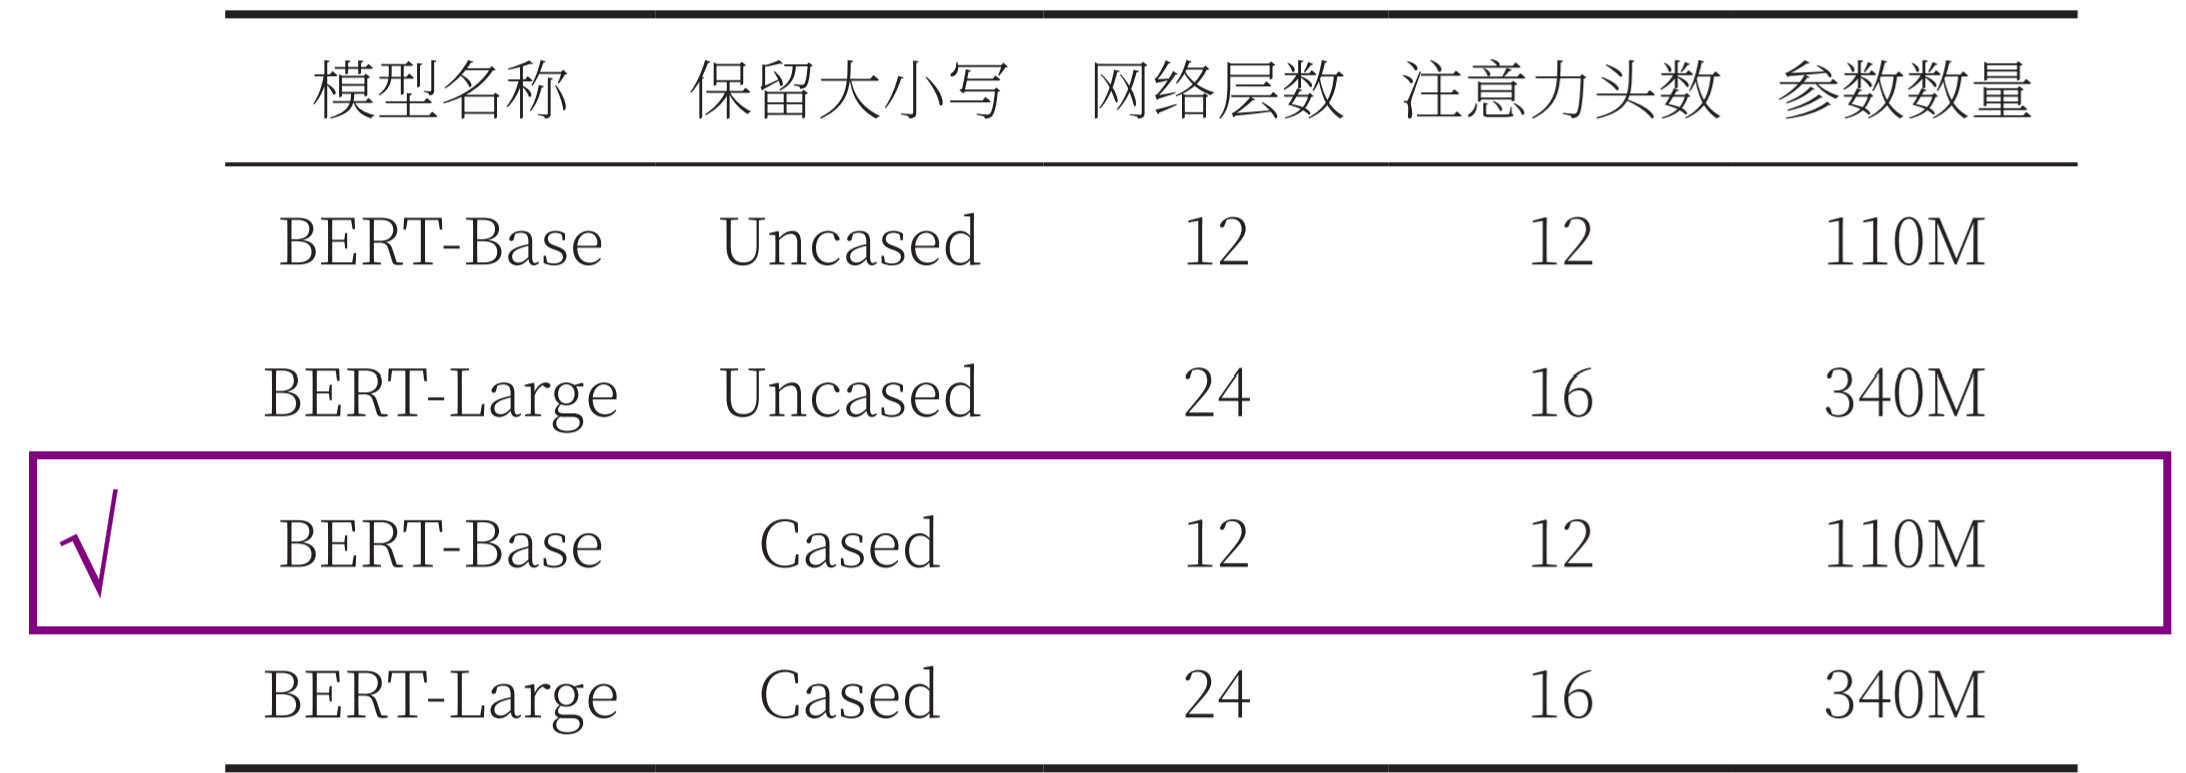 模型名称 保留大小写 网络层数 注意力头数 参数数量
BERT-Base Uncased 12 12 110M
BERT-Large Uncased 24 16 340M
√ BERT-Base Cased 12 12 110M
BERT-Large Cased 24 16 340M